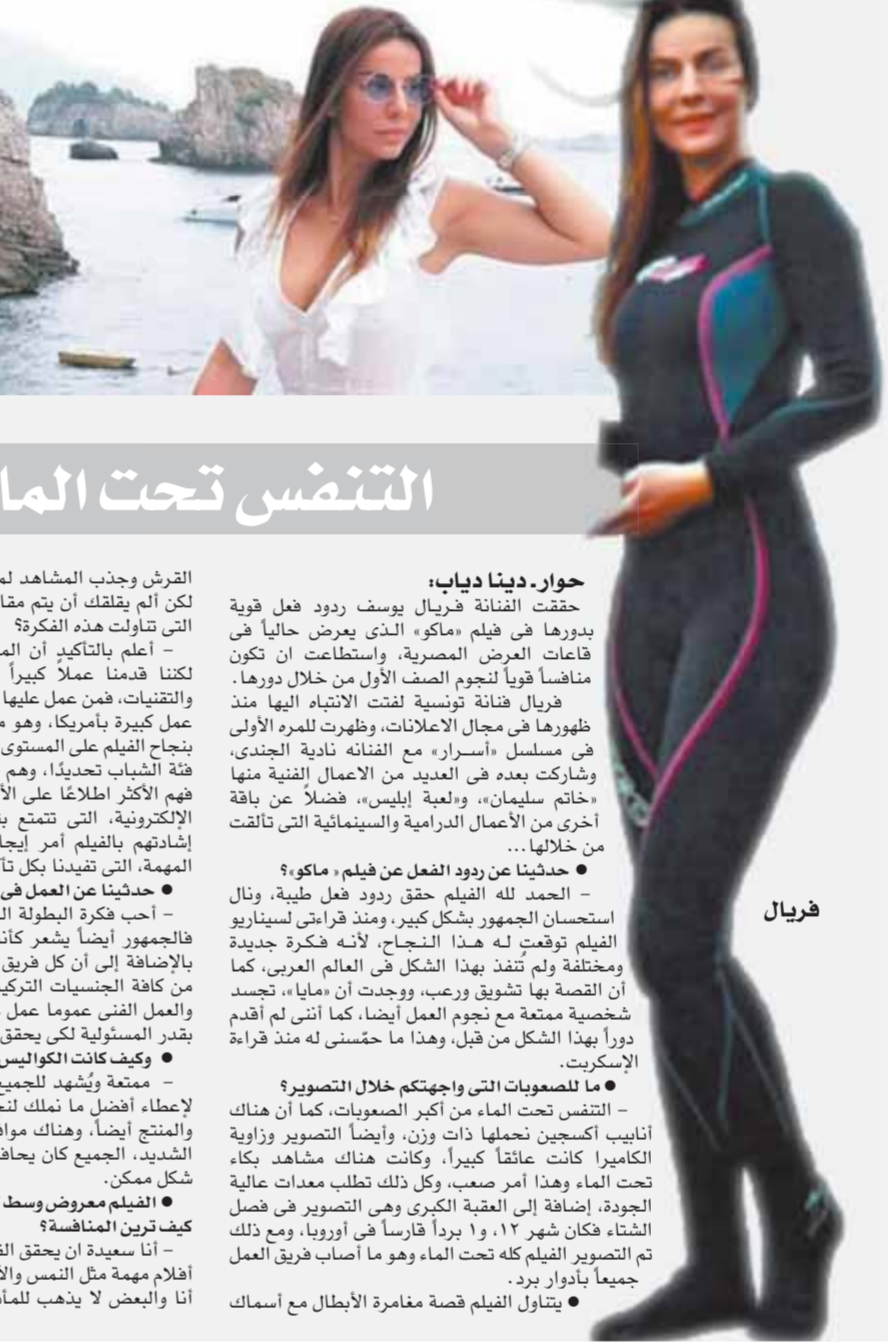 التنفس تحت الما
حوار ـ دينا دياب:
حققت الفنانة فريال يوسف ردود فعل قوية
بدورها فى فيلم «ماكو» الذى يعرض حالياً فى
قاعات العرض المصرية، واستطاعت ان تكون
منافساً قوياً لنجوم الصف الأول من خلال دورها.
فريال فنانة تونسية لفتت الانتباه اليها منذ
ظهورها فى مجال الاعلانات، وظهرت للمره الأولى
فى مسلسل «أسرار» مع الفنانه نادية الجندى،
وشاركت بعده فى العديد من الاعمال الفنية منها
«خاتم سليمان»، و«لعبة إبليس»، فضلاً عن باقة
أخرى من الأعمال الدرامية والسينمائية التى تألقت
من خلالها...
● حدثينا عن ردود الفعل عن فيلم « ماكو»؟
– الحمد لله الفيلم حقق ردود فعل طيبة، ونال
استحسان الجمهور بشكل كبير، ومنذ قراءتى لسيناريو
الفيلم توقعت له هذا النجاح، لأنه فكرة جديدة
ومختلفة ولم تُنفذ بهذا الشكل فى العالم العربى، كما
أن القصة بها تشويق ورعب، ووجدت أن «مايا»، تجسد
شخصية ممتعة مع نجوم العمل أيضا، كما أننى لم أقدم
دوراً بهذا الشكل من قبل، وهذا ما حمّسنى له منذ قراءة
الإسكربت.
● ما للصعوبات التى واجهتكم خلال التصوير؟
– التنفس تحت الماء من أكبر الصعوبات، كما أن هناك
أنابيب أكسجين نحملها ذات وزن، وأيضاً التصوير وزاوية
الكاميرا كانت عائقاً كبيراً، وكانت هناك مشاهد بكاء
تحت الماء وهذا أمر صعب، وكل ذلك تطلب معدات عالية
الجودة، إضافة إلى العقبة الكبرى وهى التصوير فى فصل
الشتاء فكان شهر ١٢، و١ برداً قارساً فى أوروبا، ومع ذلك
تم التصوير الفيلم كله تحت الماء وهو ما أصاب فريق العمل
جميعاً بأدوار برد.
● يتناول الفيلم قصة مغامرة الأبطال مع أسماك
القرش وجذب المشاهد لم
لكن ألم يقلقك أن يتم مقا
التى تناولت هذه الفكرة؟
– أعلم بالتأكيد أن الم
لكننا قدمنا عملاً كبيراً
والتقنيات، فمن عمل عليها
عمل كبيرة بأمريكا، وهو م
بنجاح الفيلم على المستوى
فئة الشباب تحديدًا، وهم
فهم الأكثر اطلاعًا على الأ
الإلكترونية، التى تتمتع ب
إشادتهم بالفيلم أمر إيجا
المهمة، التى تفيدنا بكل تأ
● حدثينا عن العمل فى
– أحب فكرة البطولة ال
فالجمهور أيضاً يشعر كأن
بالإضافة إلى أن كل فريق
من كافة الجنسيات التركي
والعمل الفنى عموما عمل
بقدر المسئولية لكى يحقق
● وكيف كانت الكواليس
– ممتعة ويُشهد للجميع
لإعطاء أفضل ما نملك لنج
والمنتج أيضاً، وهناك مواق
الشديد، الجميع كان يحاف
شكل ممكن.
● الفيلم معروض وسط
كيف ترين المنافسة؟
– أنا سعيدة ان يحقق الف
أفلام مهمة مثل النمس والأ
أنا والبعض لا يذهب للمأ
فريال